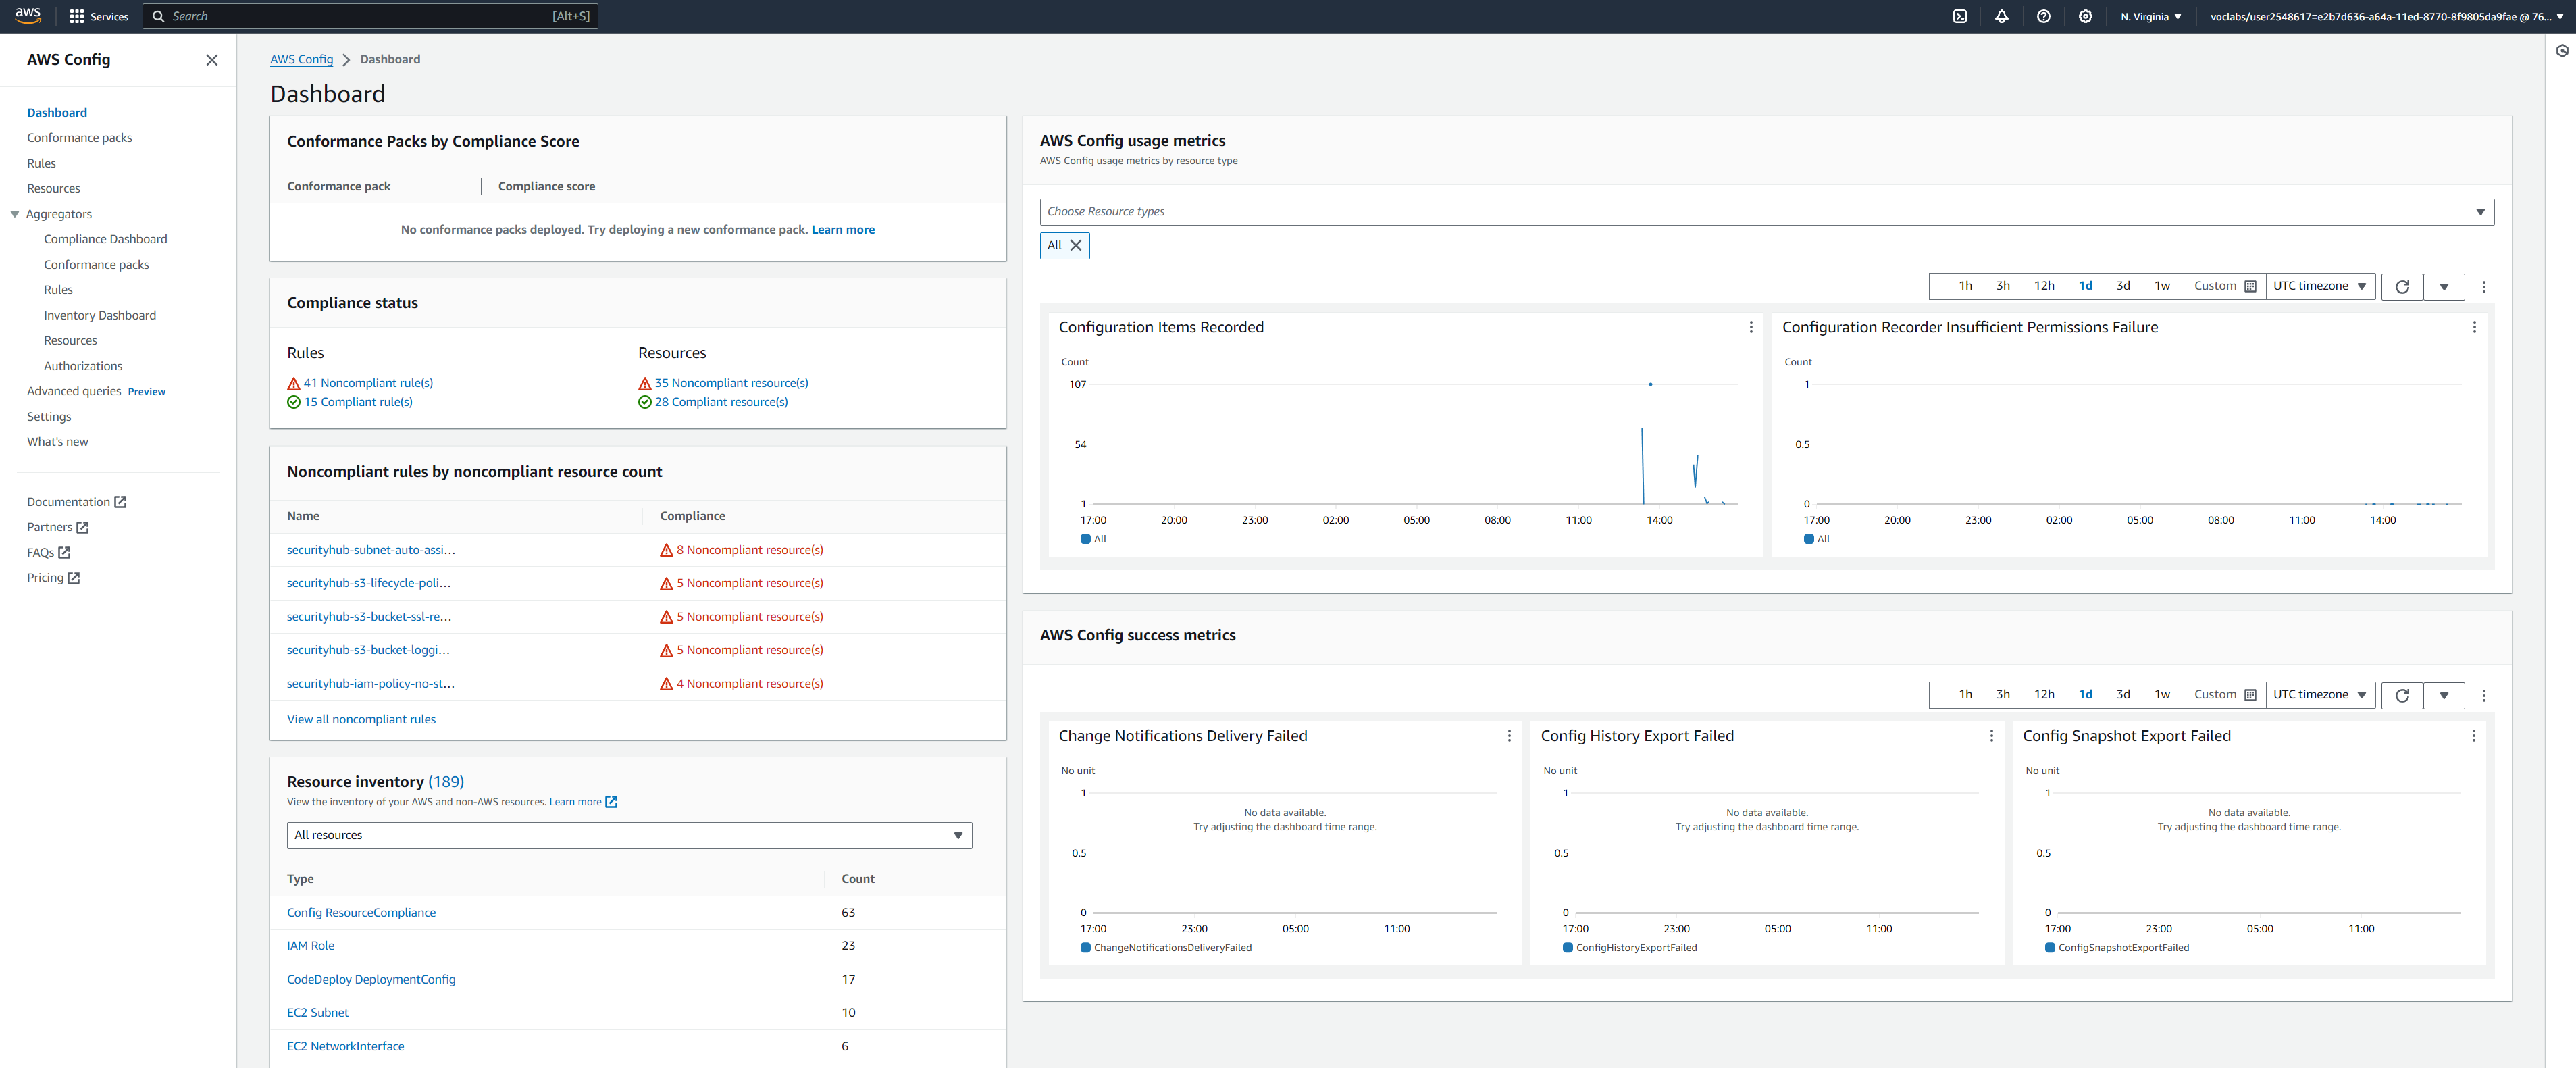 aws
Services
Search [Alt+S]
N. Virginia
voclabs/user2548617=e2b7d636-a64a-11ed-8770-8f9805da9fae @ 76...
AWS Config
Dashboard
Conformance packs
Rules
Resources
Aggregators
Compliance Dashboard
Conformance packs
Rules
Inventory Dashboard
Resources
Authorizations
Advanced queries Preview
Settings
What's new
Documentation
Partners
FAQs
Pricing
AWS Config > Dashboard
Dashboard
Conformance Packs by Compliance Score
Conformance pack Compliance score
No conformance packs deployed. Try deploying a new conformance pack. Learn more
Compliance status
Rules Resources
41 Noncompliant rule(s) 35 Noncompliant resource(s)
15 Compliant rule(s) 28 Compliant resource(s)
Noncompliant rules by noncompliant resource count
Name Compliance
securityhub-subnet-auto-assi... 8 Noncompliant resource(s)
securityhub-s3-lifecycle-poli... 5 Noncompliant resource(s)
securityhub-s3-bucket-ssl-re... 5 Noncompliant resource(s)
securityhub-s3-bucket-loggi... 5 Noncompliant resource(s)
securityhub-iam-policy-no-st... 4 Noncompliant resource(s)
View all noncompliant rules
Resource inventory (189)
View the inventory of your AWS and non-AWS resources. Learn more
All resources
Type Count
Config ResourceCompliance 63
IAM Role 23
CodeDeploy DeploymentConfig 17
EC2 Subnet 10
EC2 NetworkInterface 6
AWS Config usage metrics
AWS Config usage metrics by resource type
Choose Resource types
All
1h 3h 12h 1d 3d 1w Custom UTC timezone
Configuration Items Recorded
Count
107
54
1
17:00 20:00 23:00 02:00 05:00 08:00 11:00 14:00
All
Configuration Recorder Insufficient Permissions Failure
Count
1
0.5
0
17:00 20:00 23:00 02:00 05:00 08:00 11:00 14:00
All
AWS Config success metrics
1h 3h 12h 1d 3d 1w Custom UTC timezone
Change Notifications Delivery Failed
No unit
1
No data available.
Try adjusting the dashboard time range.
0.5
0
17:00 23:00 05:00 11:00
ChangeNotificationsDeliveryFailed
Config History Export Failed
No unit
1
No data available.
Try adjusting the dashboard time range.
0.5
0
17:00 23:00 05:00 11:00
ConfigHistoryExportFailed
Config Snapshot Export Failed
No unit
1
No data available.
Try adjusting the dashboard time range.
0.5
0
17:00 23:00 05:00 11:00
ConfigSnapshotExportFailed